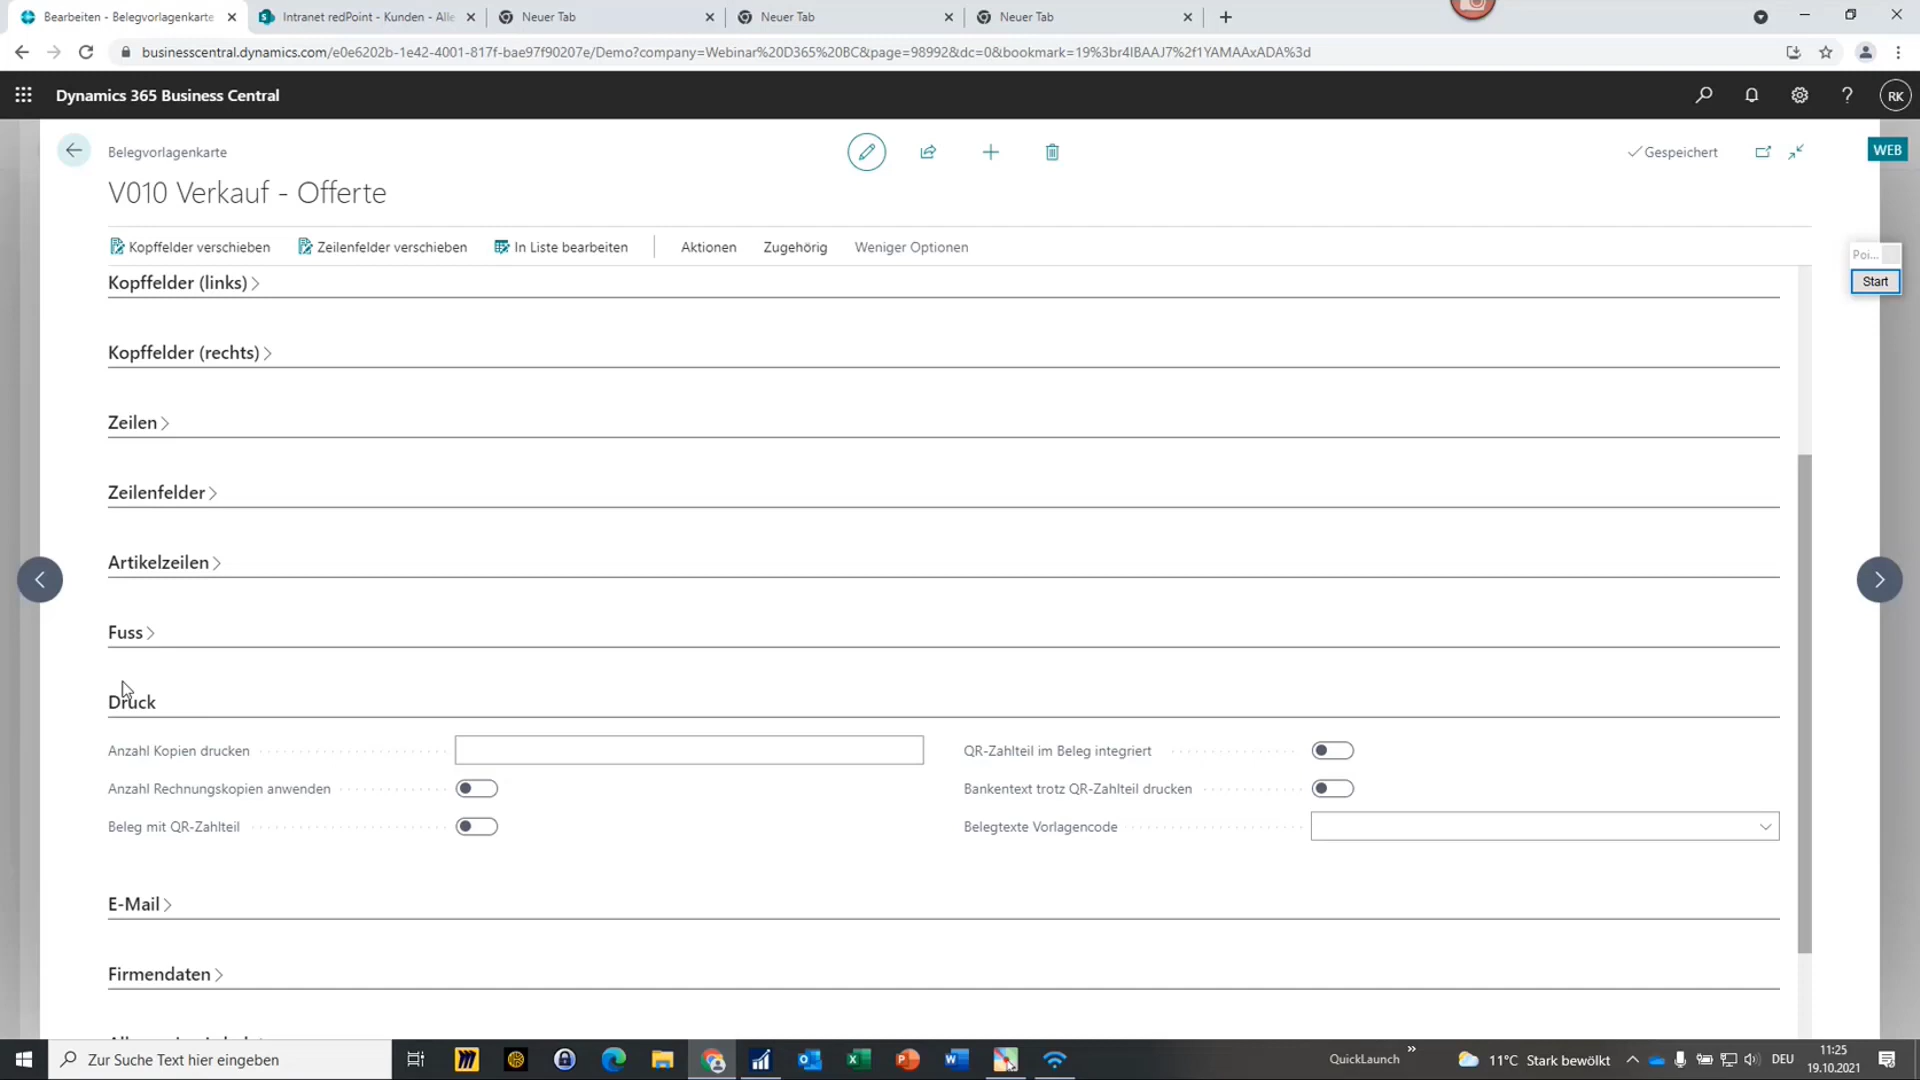 Bearbeiten - Belegvorlagenkarte
Intranet redPoint - Kunden - Alle
Neuer Tab
Neuer Tab
Neuer Tab
businesscentral.dynamics.com/e0e6202b-1e42-4001-817f-bae97f90207e/Demo?company=Webinar%20D365%20BC&page=98992&dc=0&bookmark=19%3br4IBAAJ7%2f1YAMAAxADA%3d
Dynamics 365 Business Central
RK
Belegvorlagenkarte
Gespeichert
WEB
V010 Verkauf - Offerte
Kopffelder verschieben
Zeilenfelder verschieben
In Liste bearbeiten
Aktionen
Zugehörig
Weniger Optionen
Poi...
Start
Kopffelder (links)
Kopffelder (rechts)
Zeilen
Zeilenfelder
Artikelzeilen
Fuss
Druck
Anzahl Kopien drucken
QR-Zahlteil im Beleg integriert
Anzahl Rechnungskopien anwenden
Bankentext trotz QR-Zahlteil drucken
Beleg mit QR-Zahlteil
Belegtexte Vorlagencode
E-Mail
Firmendaten
Zur Suche Text hier eingeben
QuickLaunch
11°C Stark bewölkt
DEU
11:25
19.10.2021